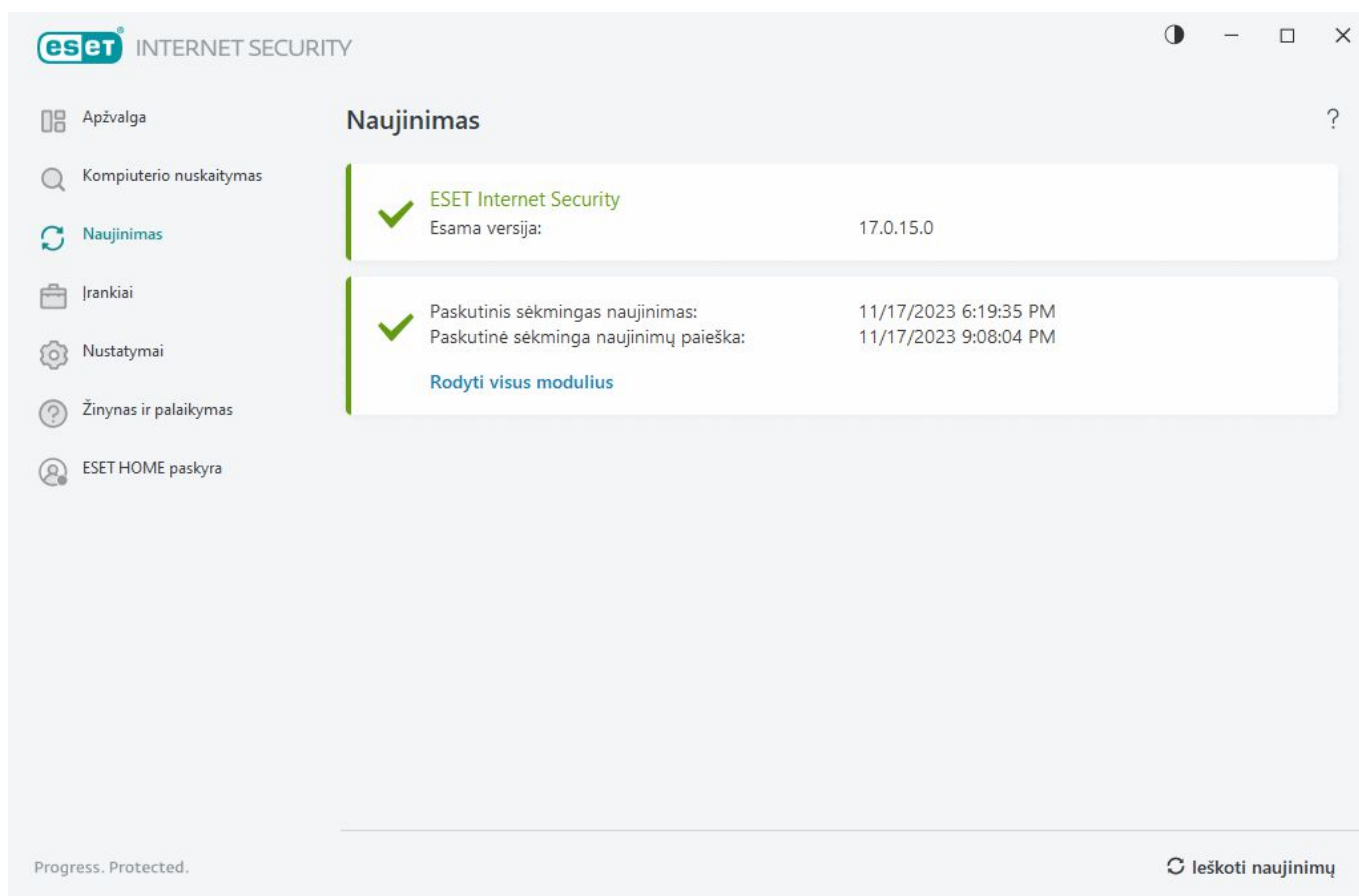 eset® INTERNET SECURITY
Apžvalga
Kompiuterio nuskaitymas
Naujinimas
Įrankiai
Nustatymai
Žinynas ir palaikymas
ESET HOME paskyra
Naujinimas
?
ESET Internet Security
Esama versija: 17.0.15.0
Paskutinis sėkmingas naujinimas: 11/17/2023 6:19:35 PM
Paskutinė sėkminga naujinimų paieška: 11/17/2023 9:08:04 PM
Rodyti visus modulius
Progress. Protected.
Ieškoti naujinimų